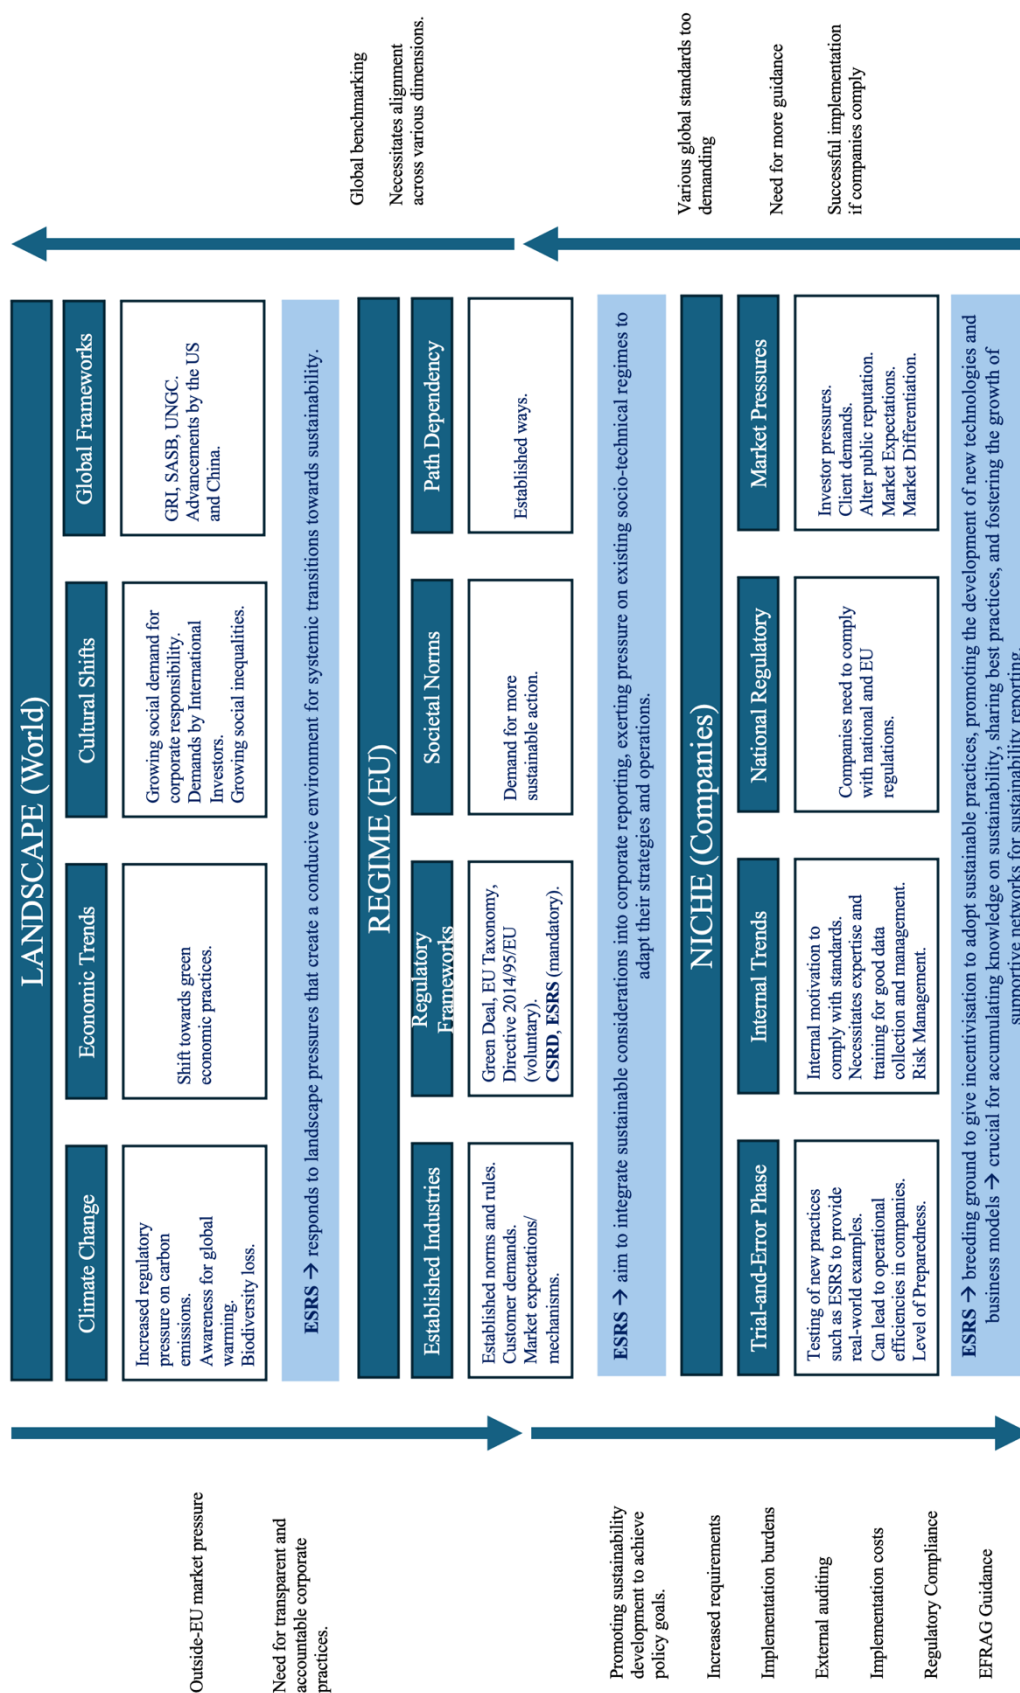 LANDSCAPE (World)
Climate Change
Increased regulatory
pressure on carbon
emissions.
Awareness for global
warming.
Biodiversity loss.
Economic Trends
Shift towards green
economic practices.
Cultural Shifts
Growing social demand for
corporate responsibility.
Demands by International
Investors.
Growing social inequalities.
Global Frameworks
GRI, SASB, UNGC.
Advancements by the US
and China.
ESRS → responds to landscape pressures that create a conducive environment for systemic transitions towards sustainability.
Outside-EU market pressure
Need for transparent and
accountable corporate
practices.
Global benchmarking
Necessitates alignment
across various dimensions.
REGIME (EU)
Established Industries
Established norms and rules.
Customer demands.
Market expectations/
mechanisms.
Regulatory
Frameworks
Green Deal, EU Taxonomy,
Directive 2014/95/EU
(voluntary).
CSRD, ESRS (mandatory).
Societal Norms
Demand for more
sustainable action.
Path Dependency
Established ways.
ESRS → aim to integrate sustainable considerations into corporate reporting, exerting pressure on existing socio-technical regimes to
adapt their strategies and operations.
Promoting sustainability
development to achieve
policy goals.
Increased requirements
Implementation burdens
External auditing
Implementation costs
Regulatory Compliance
EFRAG Guidance
Various global standards too
demanding
Need for more guidance
Successful implementation
if companies comply
NICHE (Companies)
Trial-and-Error Phase
Testing of new practices
such as ESRS to provide
real-world examples.
Can lead to operational
efficiencies in companies.
Level of Preparedness.
Internal Trends
Internal motivation to
comply with standards.
Necessitates expertise and
training for good data
collection and management.
Risk Management.
National Regulatory
Companies need to comply
with national and EU
regulations.
Market Pressures
Investor pressures.
Client demands.
Alter public reputation.
Market Expectations.
Market Differentiation.
ESRS → breeding ground to give incentivisation to adopt sustainable practices, promoting the development of new technologies and
business models → crucial for accumulating knowledge on sustainability, sharing best practices, and fostering the growth of
supportive networks for sustainability reporting.